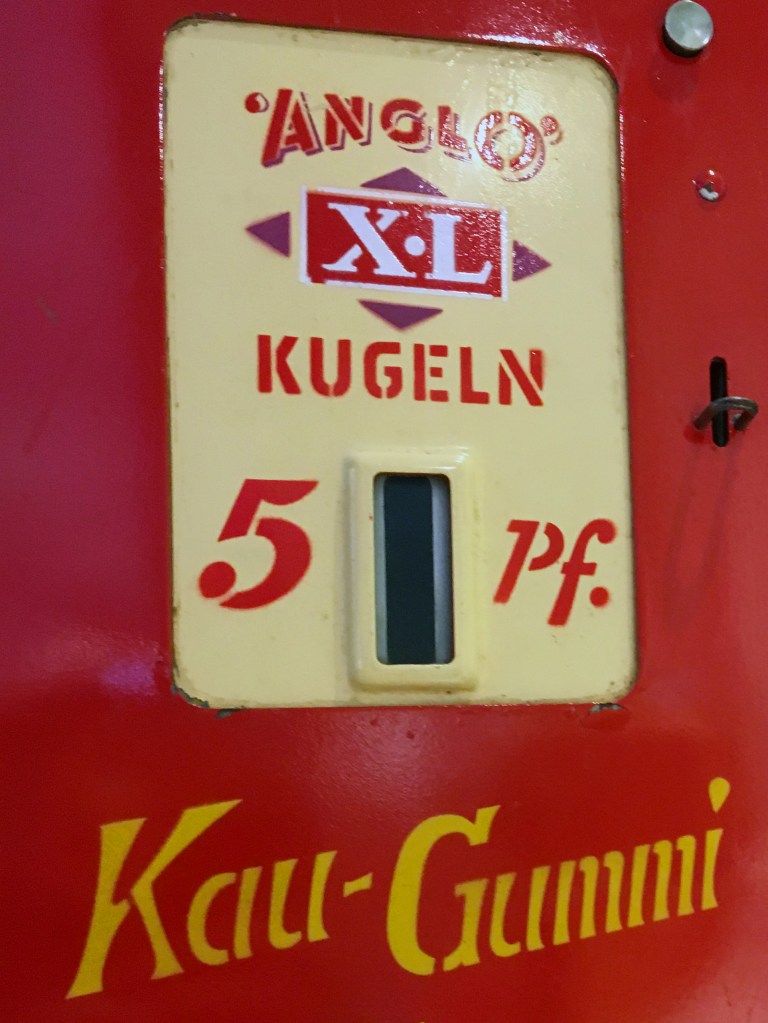 'ANGLO'
X·L
KUGELN
5 Pf.
Kau-Gummi